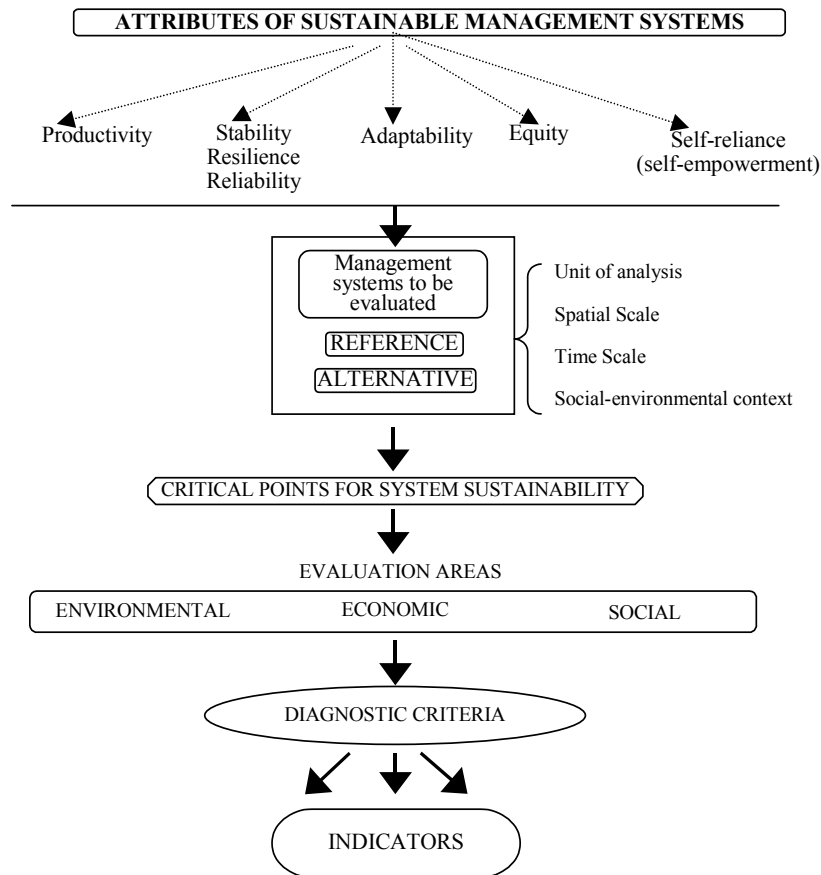 ATTRIBUTES OF SUSTAINABLE MANAGEMENT SYSTEMS
Productivity
Stability
Resilience
Reliability
Adaptability
Equity
Self-reliance
(self-empowerment)
Management
systems to be
evaluated
REFERENCE
ALTERNATIVE
Unit of analysis
Spatial Scale
Time Scale
Social-environmental context
CRITICAL POINTS FOR SYSTEM SUSTAINABILITY
EVALUATION AREAS
ENVIRONMENTAL ECONOMIC SOCIAL
DIAGNOSTIC CRITERIA
INDICATORS